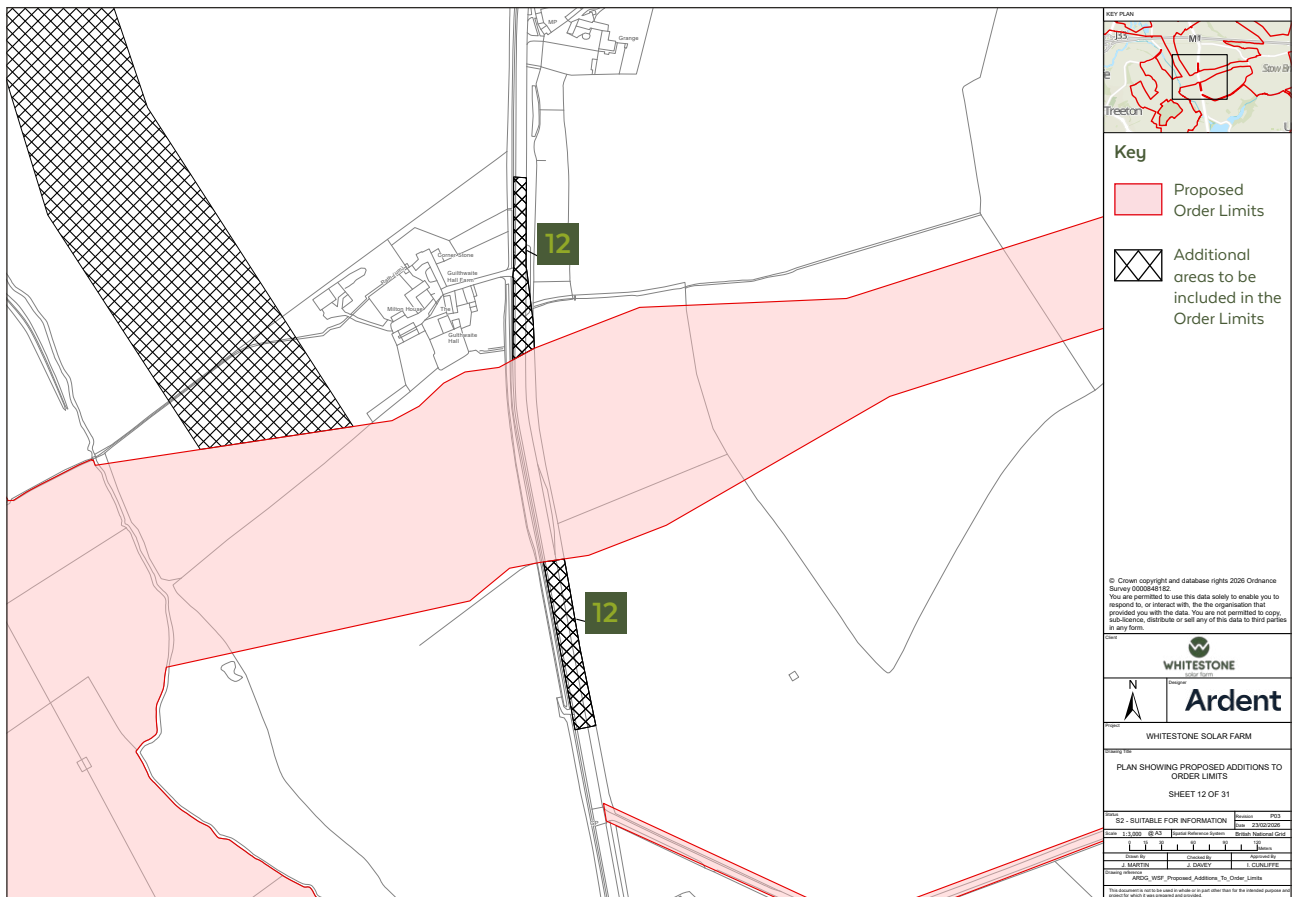 MP
Grange
12
Corner Stone
Guilthwaite
Hall Farm
Milton House
The
Guilthwaite
Hall
12
KEY PLAN
J33
Treeton
Key
Proposed
Order Limits
Additional
areas to be
included in the
Order Limits
© Crown copyright and database rights 2026 Ordnance
Survey 0000848182.
You are permitted to use this data solely to enable you to
respond to, or interact with, the the organisation that
provided you with the data. You are not permitted to copy,
sub-licence, distribute or sell any of this data to third parties
in any form.
Client
WHITESTONE
solar farm
N
Designer
Ardent
Project
WHITESTONE SOLAR FARM
Drawing Title
PLAN SHOWING PROPOSED ADDITIONS TO
ORDER LIMITS
SHEET 12 OF 31
Status
S2 - SUITABLE FOR INFORMATION
Revision P03
Date 23/02/2026
Scale 1:3,000 @ A3 Spatial Reference System British National Grid
0 15 30 60 90 120
Meters
Drawn By Checked By Approved By
J. MARTIN J. DAVEY I. CUNLIFFE
Drawing reference
ARDG_WSF_Proposed_Additions_To_Order_Limits
This document is not to be used in whole or in part other than for the intended purpose and
project for which it was prepared and provided.